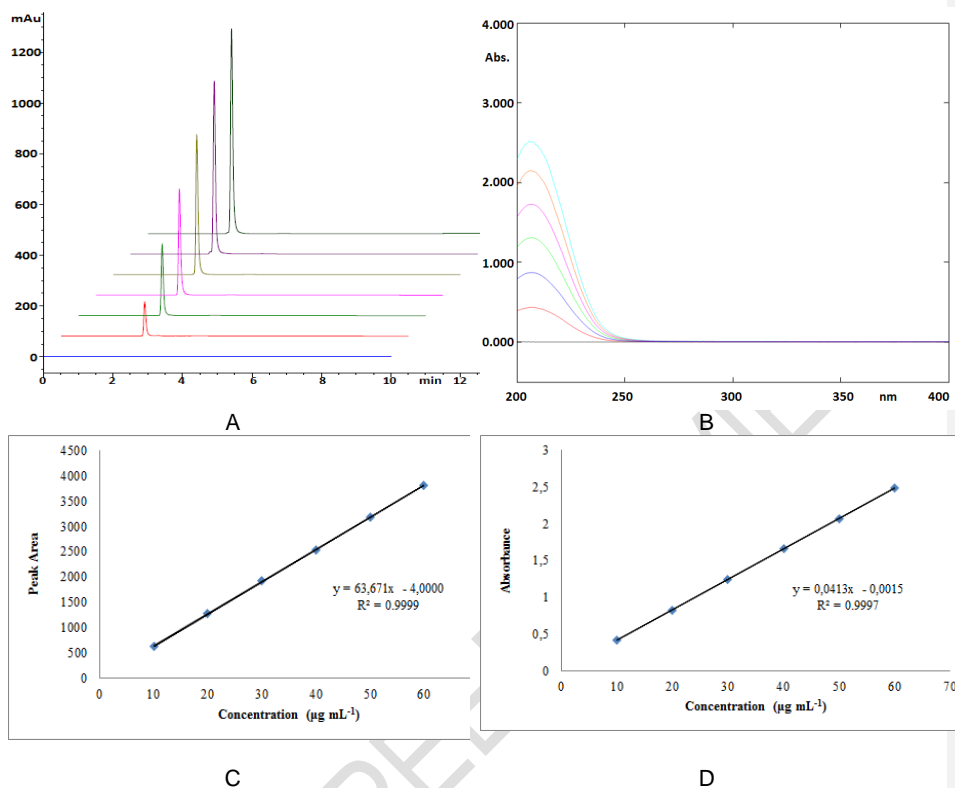 mAu
1200
1000
800
600
400
200
0
0 2 4 6 8 10 min 12
A
4.000
Abs.
3.000
2.000
1.000
0.000
200 250 300 350 nm 400
B
4500
4000
3500
3000
2500
2000
1500
1000
500
0
Peak Area
y = 63,671x - 4,0000
R² = 0.9999
0 10 20 30 40 50 60
Concentration (µg mL⁻¹)
C
3
2,5
2
1,5
1
0,5
0
Absorbance
y = 0,0413x - 0,0015
R² = 0.9997
0 10 20 30 40 50 60 70
Concentration (µg mL⁻¹)
D